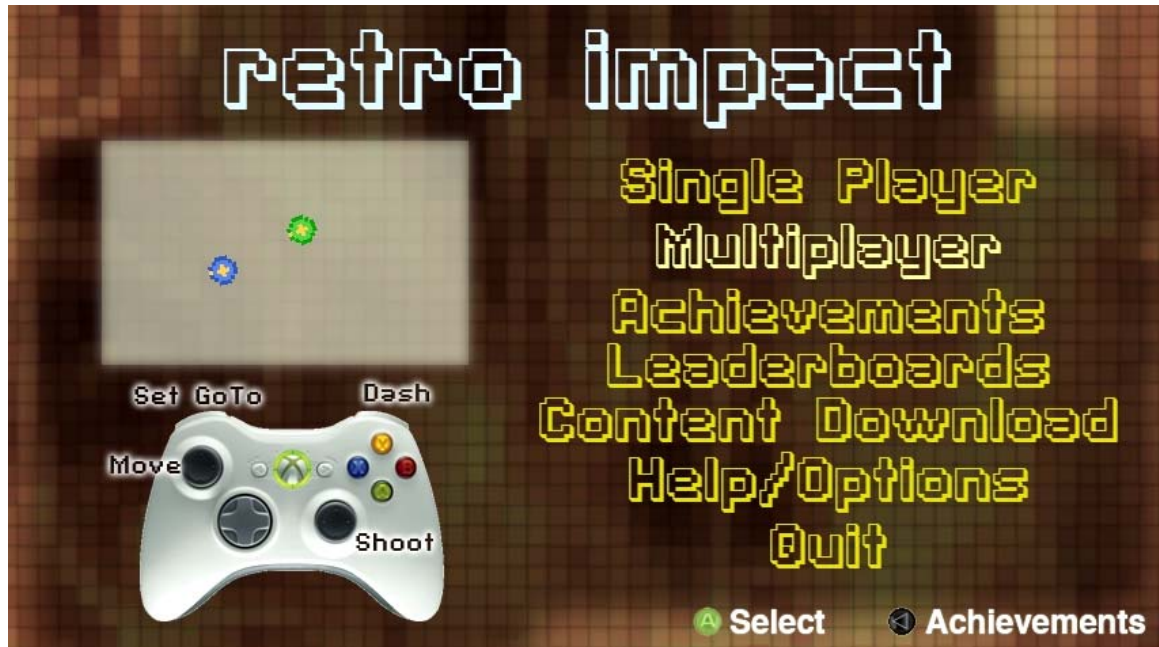 retro impact
Single Player
Multiplayer
Achievements
Leaderboards
Content Download
Help/Options
Quit
Set GoTo
Dash
Move
Y
X
B
A
Shoot
A Select
Achievements